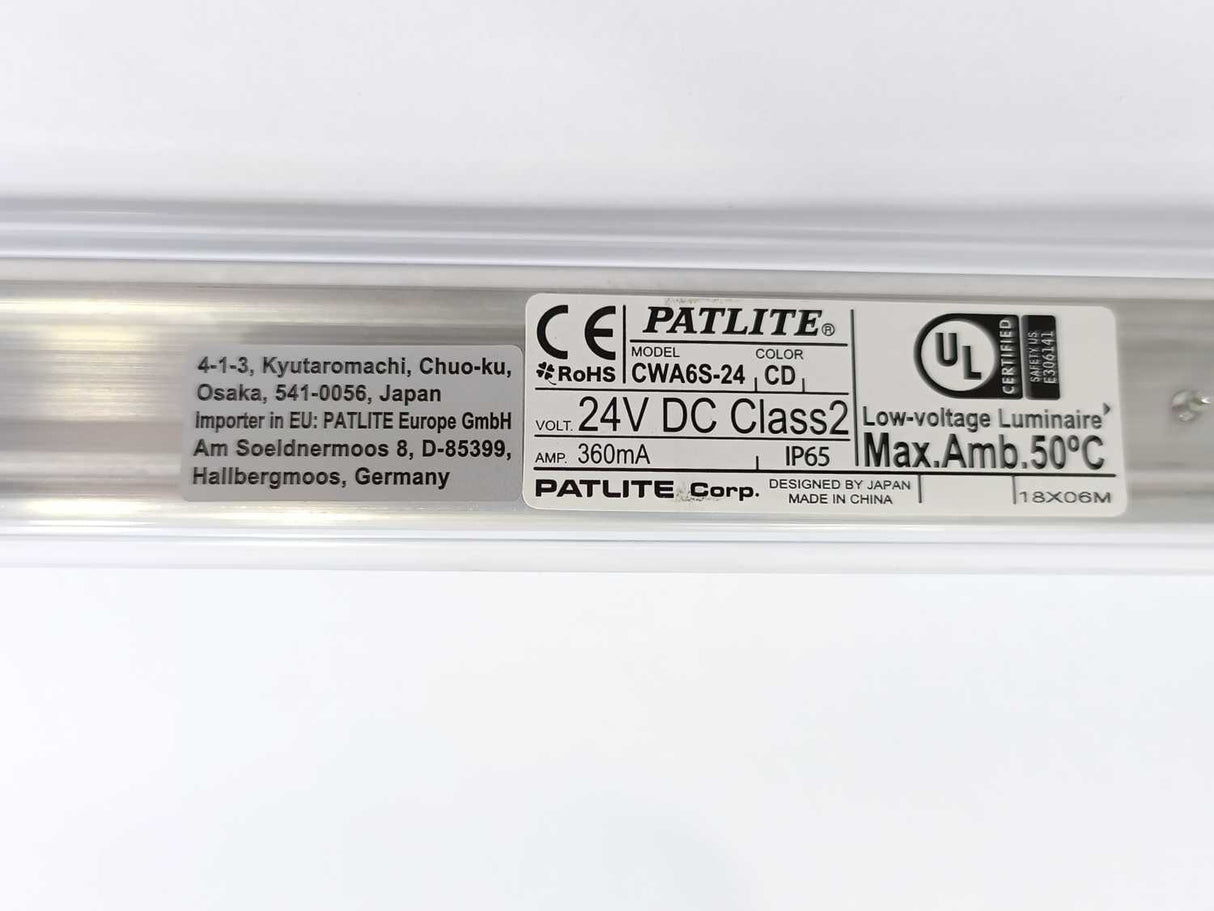 4-1-3, Kyutaromachi, Chuo-ku,
Osaka, 541-0056, Japan
Importer in EU: PATLITE Europe GmbH
Am Soeldnermoos 8, D-85399,
Hallbergmoos, Germany
CE
RoHS
PATLITE®
MODEL COLOR
CWA6S-24 CD
VOLT. 24V DC Class2
AMP. 360mA IP65
PATLITE Corp. DESIGNED BY JAPAN
MADE IN CHINA
UL
CERTIFIED
SAFETY US
E306141
Low-voltage Luminaire
Max.Amb.50ºC
18X06M